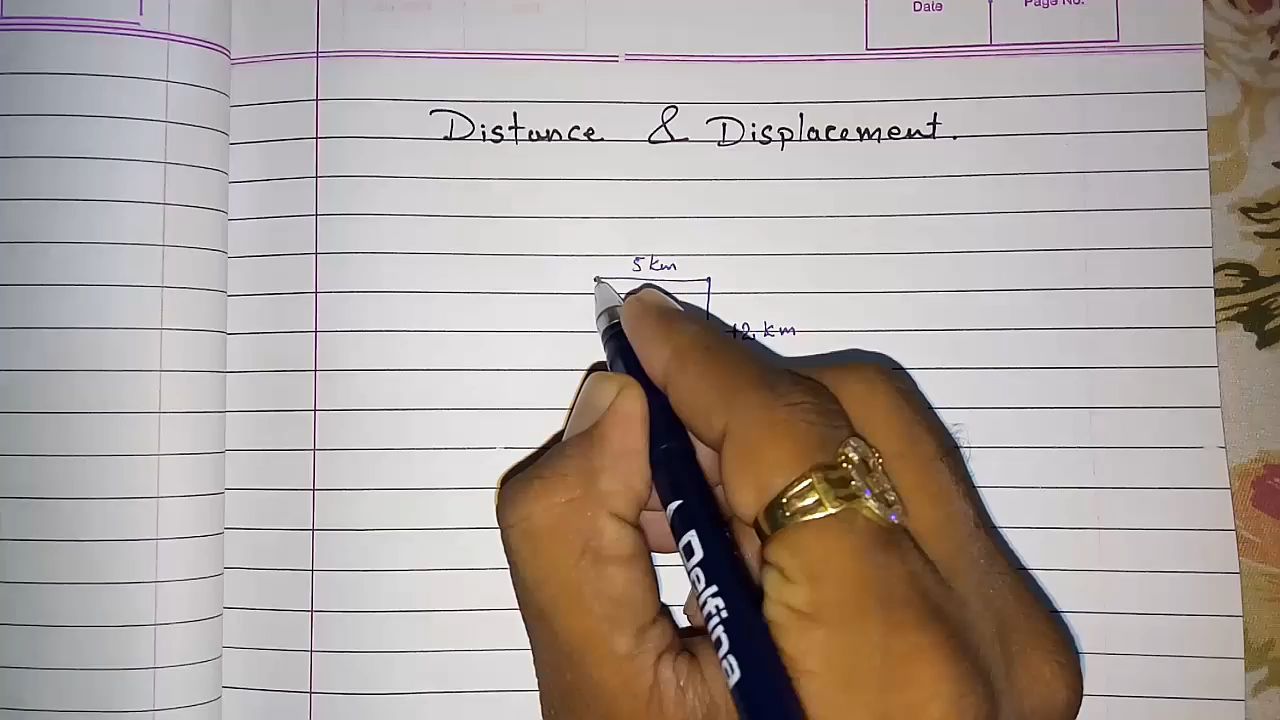 Date
Page No.
Distance & Displacement.
5 km
12 km
Delfina